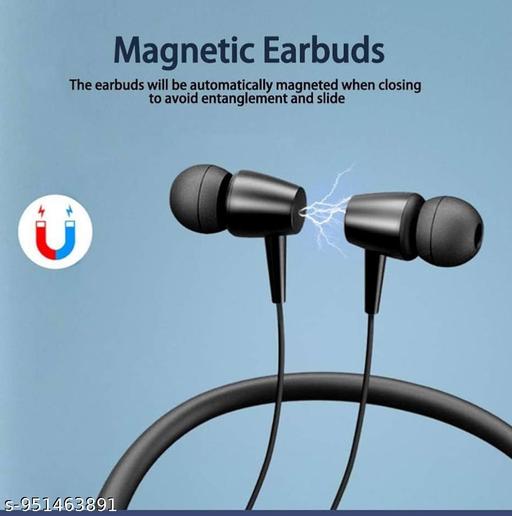 Magnetic Earbuds
The earbuds will be automatically magneted when closing
to avoid entanglement and slide
s-951463891